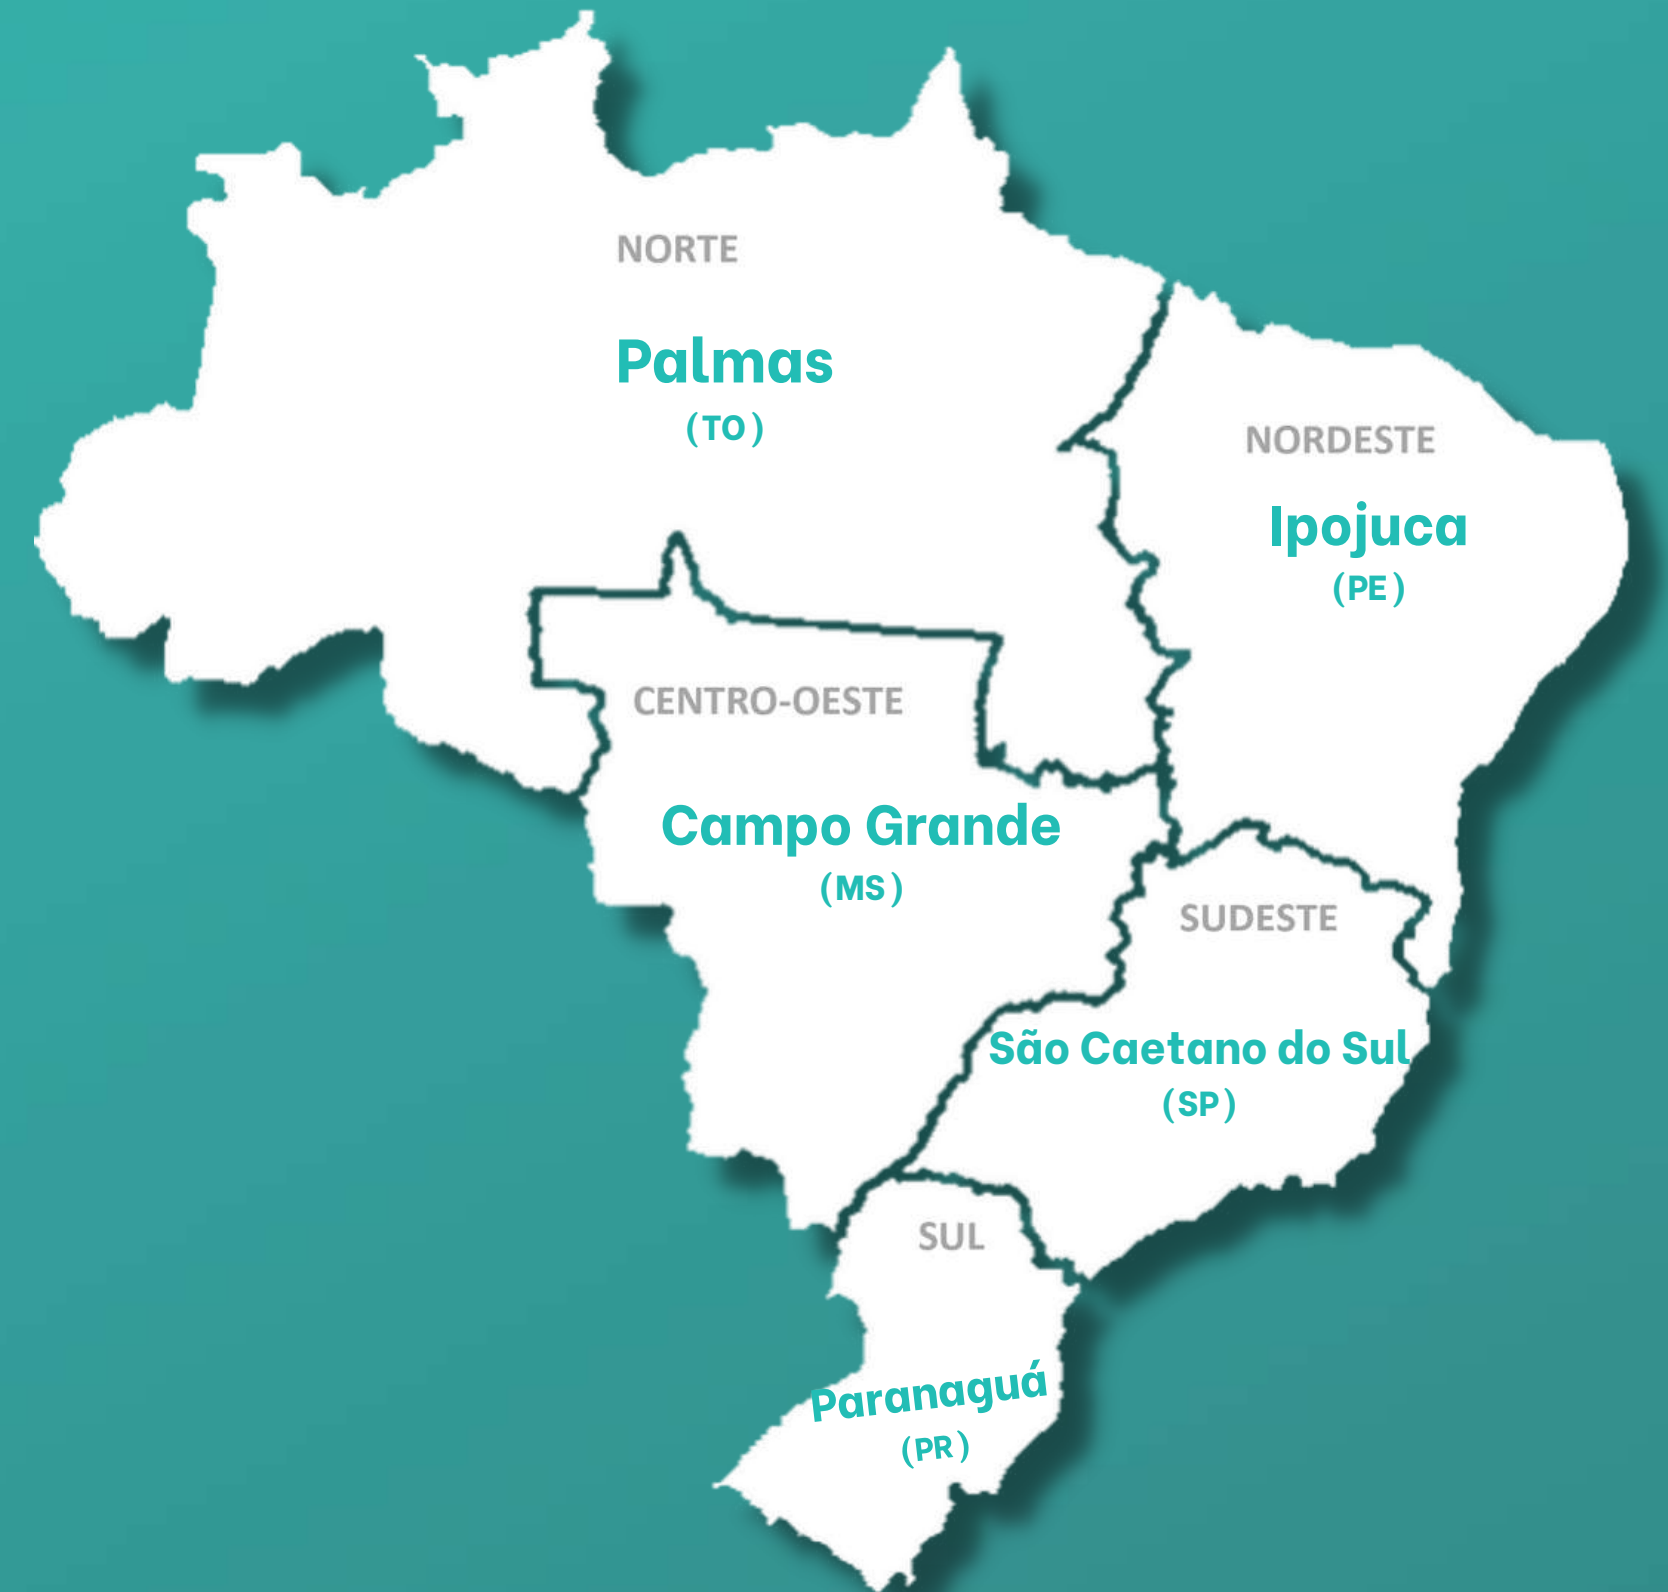 NORTE
Palmas
(TO)
NORDESTE
Ipojuca
(PE)
CENTRO-OESTE
Campo Grande
(MS)
SUDESTE
São Caetano do Sul
(SP)
SUL
Paranaguá
(PR)